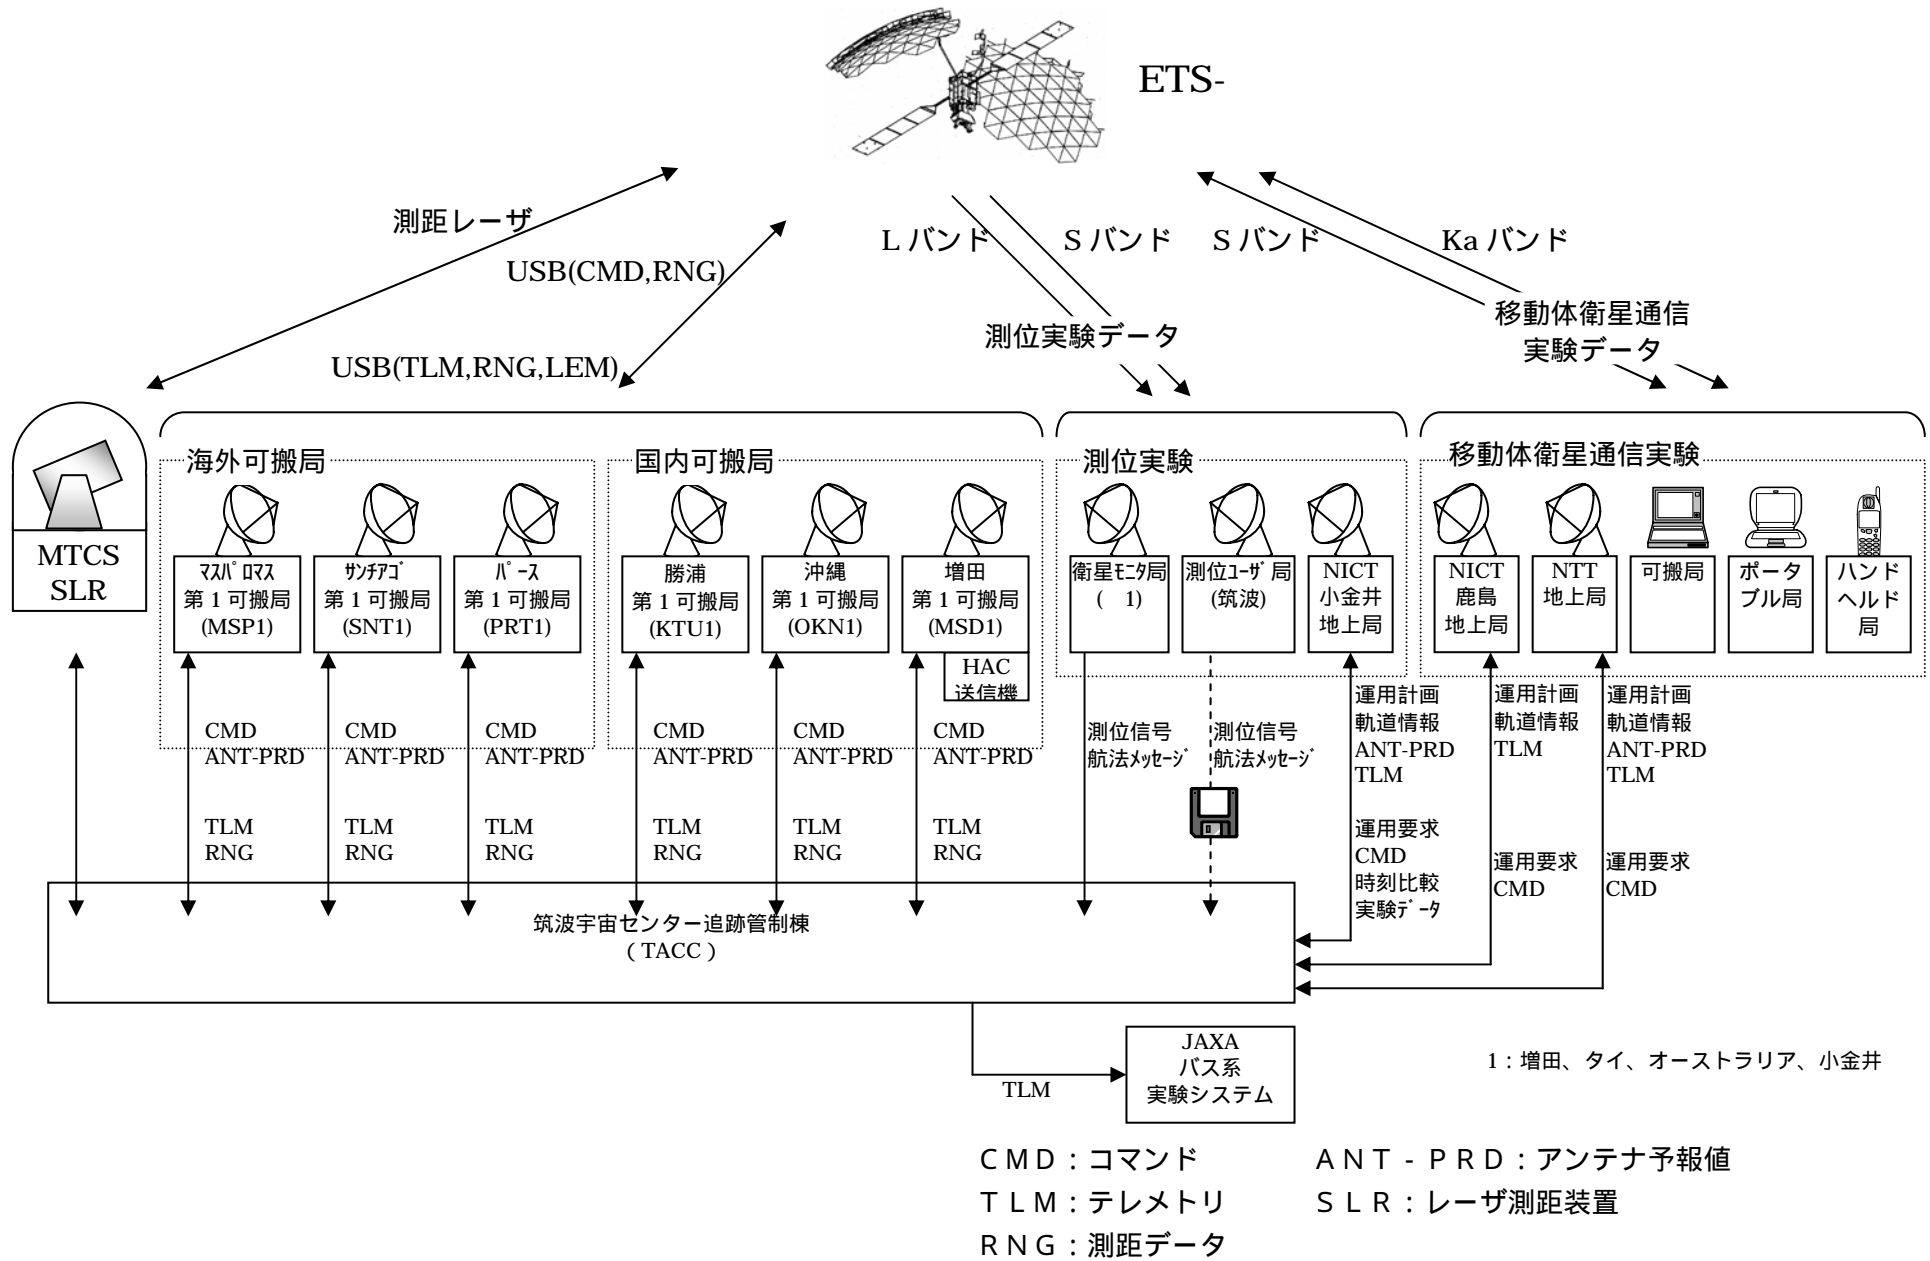 ETS-
測距レーザ
USB(CMD,RNG)
USB(TLM,RNG,LEM)
L バンド
S バンド
S バンド
Ka バンド
測位実験データ
移動体衛星通信
実験データ
MTCS
SLR
海外可搬局
マスパロマス
第 1 可搬局
(MSP1)
サンチアゴ
第 1 可搬局
(SNT1)
パース
第 1 可搬局
(PRT1)
国内可搬局
勝浦
第 1 可搬局
(KTU1)
沖縄
第 1 可搬局
(OKN1)
増田
第 1 可搬局
(MSD1)
HAC
送信機
測位実験
衛星モニタ局
(　1)
測位ユーザ局
(筑波)
NICT
小金井
地上局
移動体衛星通信実験
NICT
鹿島
地上局
NTT
地上局
可搬局
ポータ
ブル局
ハンド
ヘルド
局
CMD
ANT-PRD
TLM
RNG
CMD
ANT-PRD
TLM
RNG
CMD
ANT-PRD
TLM
RNG
CMD
ANT-PRD
TLM
RNG
CMD
ANT-PRD
TLM
RNG
CMD
ANT-PRD
TLM
RNG
測位信号
航法メッセージ
測位信号
航法メッセージ
運用計画
軌道情報
ANT-PRD
TLM
運用要求
CMD
時刻比較
実験データ
運用計画
軌道情報
TLM
運用要求
CMD
運用計画
軌道情報
ANT-PRD
TLM
運用要求
CMD
筑波宇宙センター追跡管制棟
(TACC)
TLM
JAXA
バス系
実験システム
1：増田、タイ、オーストラリア、小金井
ＣＭＤ：コマンド
ＡＮＴ‐ＰＲＤ：アンテナ予報値
ＴＬＭ：テレメトリ
ＳＬＲ：レーザ測距装置
ＲＮＧ：測距データ